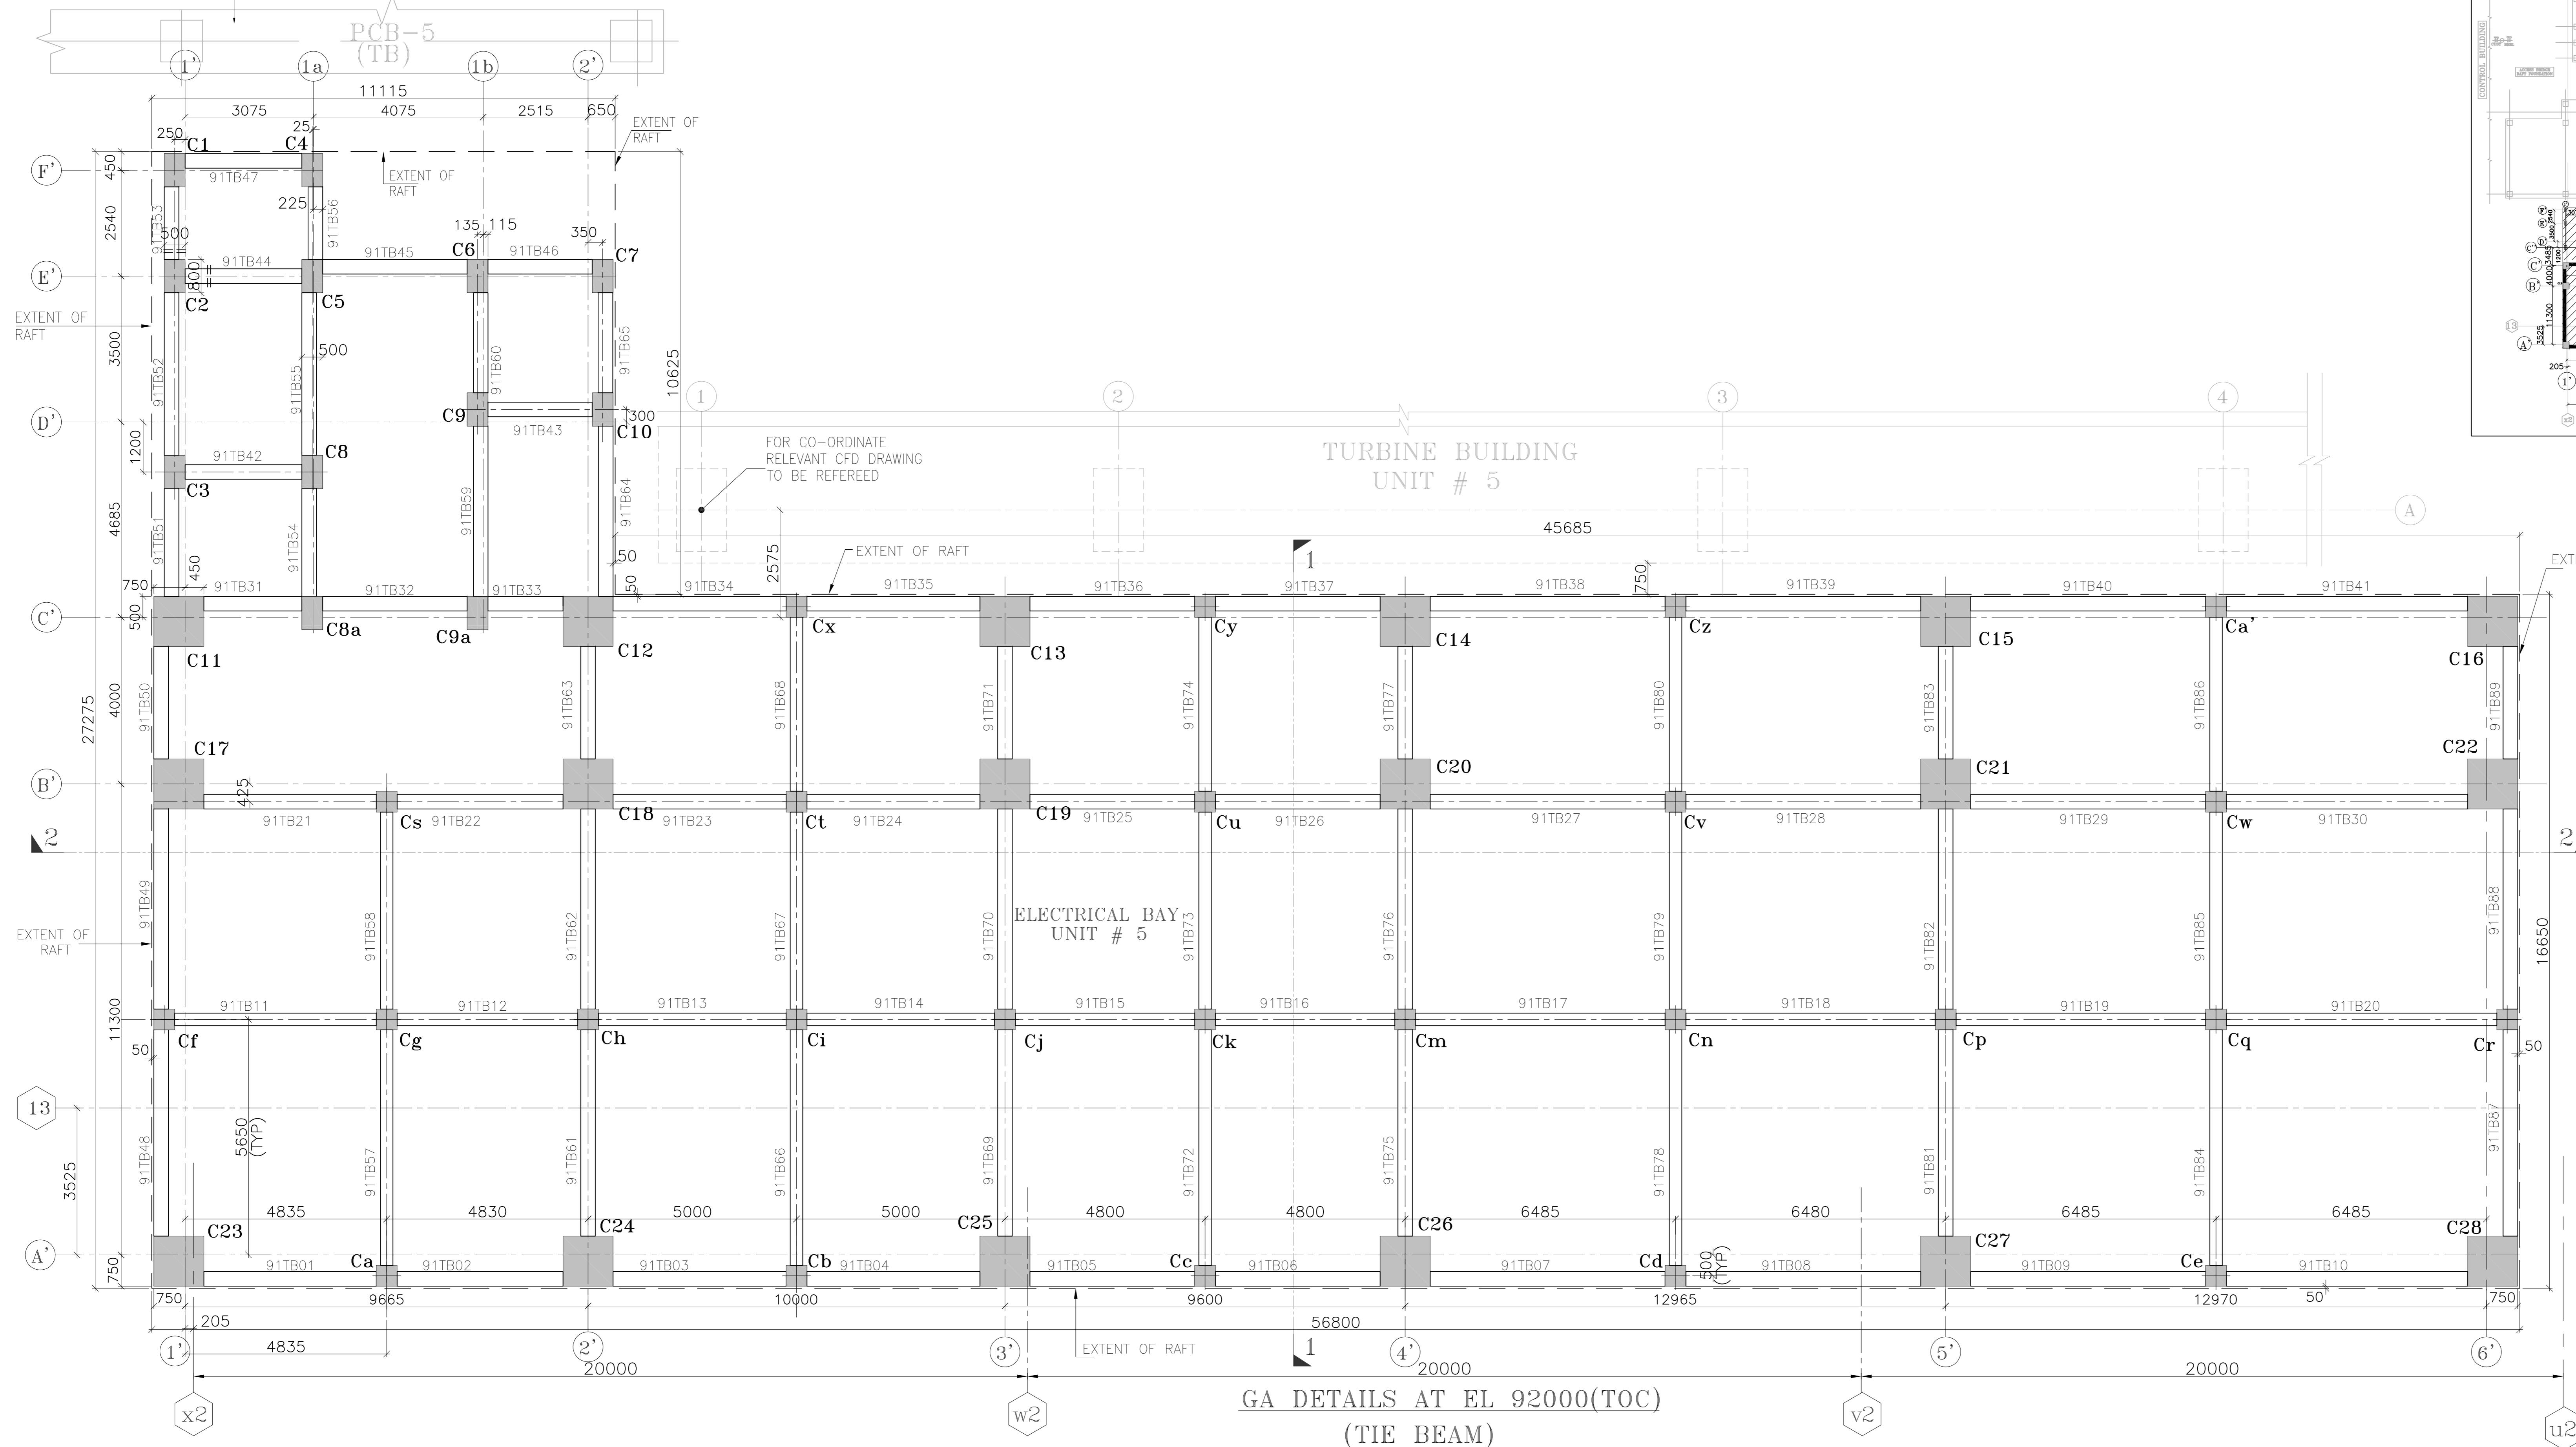 PCB-5
(TB)
1' 1a 1b 2'
11115
3075 4075 2515 650
25
250 C1 C4
EXTENT OF
RAFT
F'
450
91TB47
EXTENT OF
RAFT
2540
91TB53
225
91TB56
500
135 115
350
91TB44 91TB45 C6 91TB46 C7
E'
800
C2 C5
EXTENT OF
RAFT
3500
91TB52
91TB55
500
91TB60
91TB65
10625
C9
D'
91TB43
300
C10
1200
91TB42
C8
C3
4685
91TB51
91TB54
91TB59
91TB64
1 2 3 4
FOR CO-ORDINATE
RELEVANT CFD DRAWING
TO BE REFEREED
TURBINE BUILDING
UNIT # 5
A
45685
2575
EXTENT OF RAFT
1
50
50
750
750
450
91TB31 91TB32 91TB33 91TB34 91TB35 91TB36 91TB37 91TB38 91TB39 91TB40 91TB41
C'
500
C11 C8a C9a C12 Cx C13 Cy C14 Cz C15 Ca' C16
27275
4000
91TB50 91TB63 91TB68 91TB71 91TB74 91TB77 91TB80 91TB83 91TB86 91TB89
C17 C20 C21 C22
B'
425
91TB21 Cs 91TB22 C18 91TB23 Ct 91TB24 C19 91TB25 Cu 91TB26 91TB27 Cv 91TB28 91TB29 Cw 91TB30
2 2
ELECTRICAL BAY
UNIT # 5
91TB49 91TB58 91TB62 91TB67 91TB70 91TB73 91TB76 91TB79 91TB82 91TB85 91TB88
EXTENT OF
RAFT
16650
11300
91TB11 91TB12 91TB13 91TB14 91TB15 91TB16 91TB17 91TB18 91TB19 91TB20
50 Cf Cg Ch Ci Cj Ck Cm Cn Cp Cq Cr 50
13
3525
5650
(TYP)
91TB48 91TB57 91TB61 91TB66 91TB69 91TB72 91TB75 91TB78 91TB81 91TB84 91TB87
4835 4830 5000 5000 4800 4800 6485 6480 6485 6485
C23 C24 C25 C26 C27 C28
A'
750
91TB01 Ca 91TB02 91TB03 Cb 91TB04 91TB05 Cc 91TB06 91TB07 Cd 500
(TYP) 91TB08 91TB09 Ce 91TB10
750 9665 10000 9600 12965 12970 50 750
205 56800
4835
1' 2' 3' 4' 5' 6'
EXTENT OF RAFT
1
20000 20000 20000
x2 w2 v2 u2
GA DETAILS AT EL 92000(TOC)
(TIE BEAM)
CONTROL BUILDING
F'
E'
D'
C'
C'
B'
13
A'
2540
3500
3485
1200
4000
11300
3525
205
1'
x2